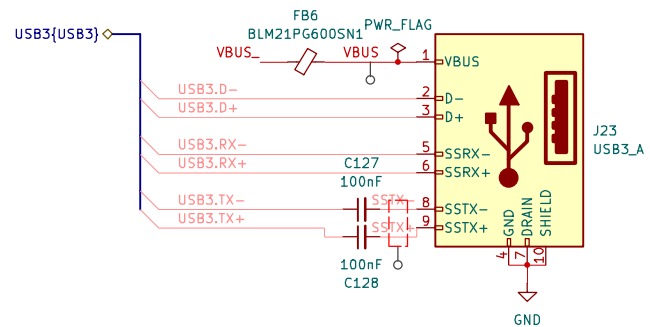 FB6
BLM21PG600SN1
PWR_FLAG
USB3{USB3}
VBUS_
VBUS
1
VBUS
USB3.D-
2
D-
USB3.D+
3
D+
USB3.RX-
5
SSRX-
USB3.RX+
6
SSRX+
J23
USB3_A
C127
100nF
USB3.TX-
SSTX-
8
SSTX-
USB3.TX+
SSTX+
9
SSTX+
100nF
C128
GND
DRAIN
SHIELD
4
7
10
GND